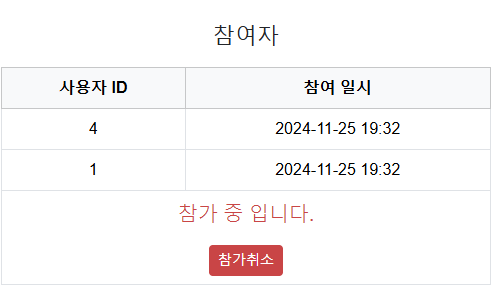 참여자
사용자 ID 참여 일시
4 2024-11-25 19:32
1 2024-11-25 19:32
참가 중 입니다.
참가취소